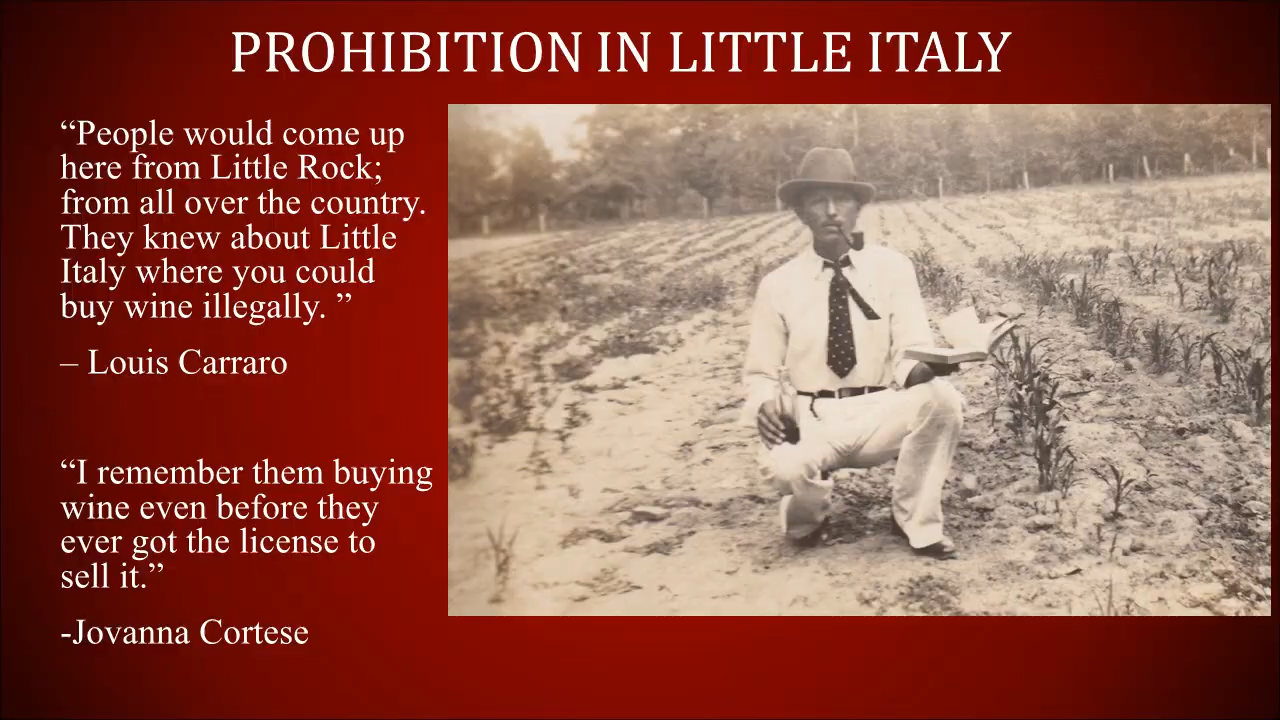 PROHIBITION IN LITTLE ITALY
“People would come up
here from Little Rock;
from all over the country.
They knew about Little
Italy where you could
buy wine illegally. ”
– Louis Carraro
“I remember them buying
wine even before they
ever got the license to
sell it.”
-Jovanna Cortese